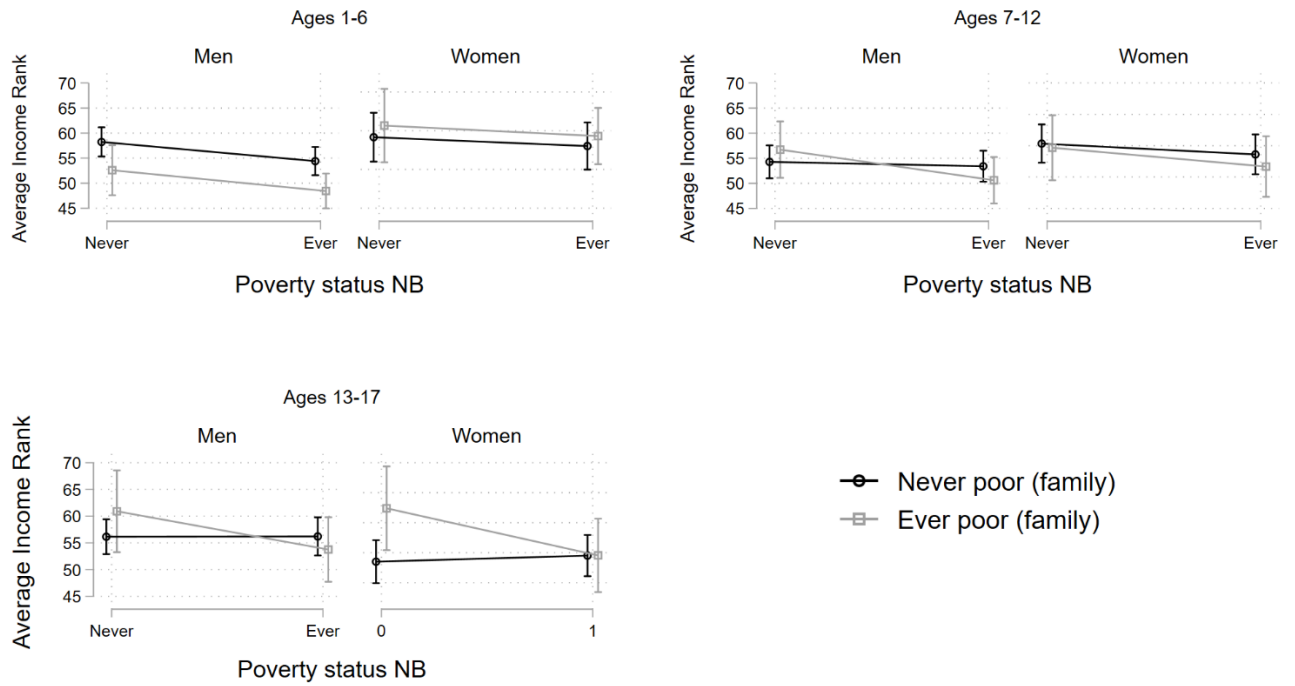 Ages 1-6
Men Women
Average Income Rank
70
65
60
55
50
45
Never Ever Never Ever
Poverty status NB
Ages 7-12
Men Women
Average Income Rank
70
65
60
55
50
45
Never Ever Never Ever
Poverty status NB
Ages 13-17
Men Women
Average Income Rank
70
65
60
55
50
45
Never Ever 0 1
Poverty status NB
Never poor (family)
Ever poor (family)